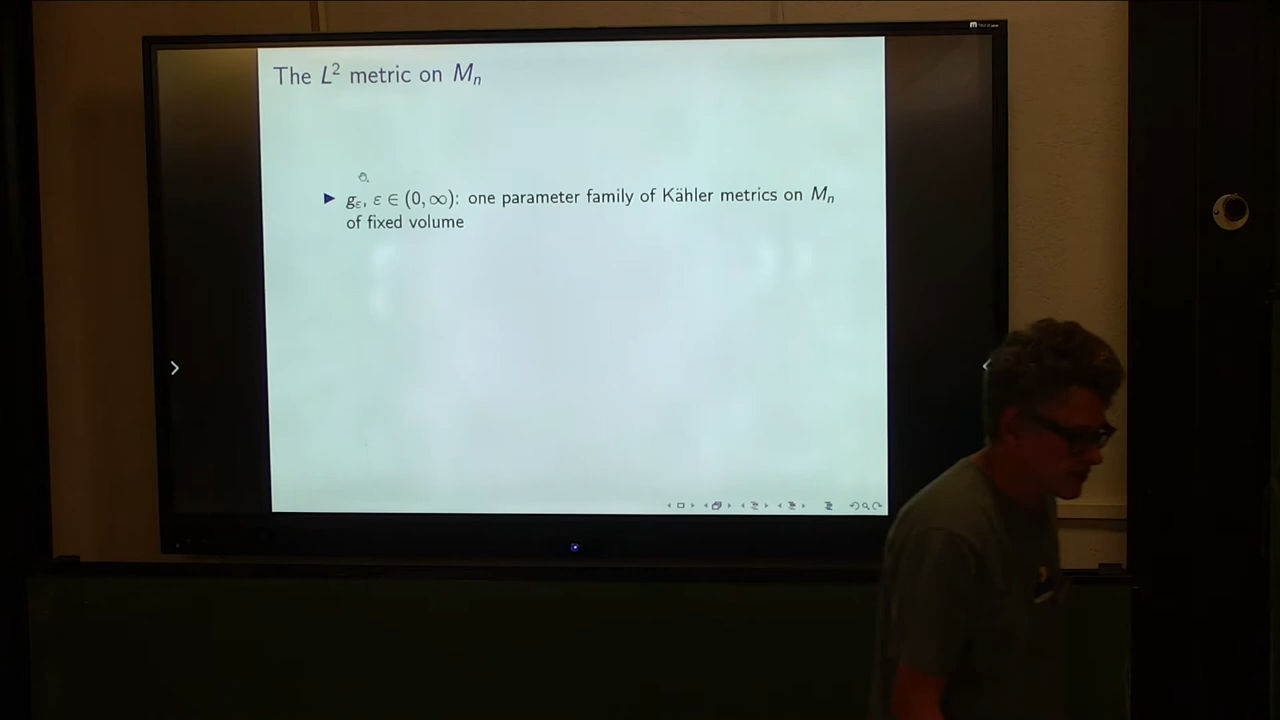 The L² metric on Mₙ
▶ g_ε, ε ∈ (0, ∞): one parameter family of Kähler metrics on Mₙ
of fixed volume